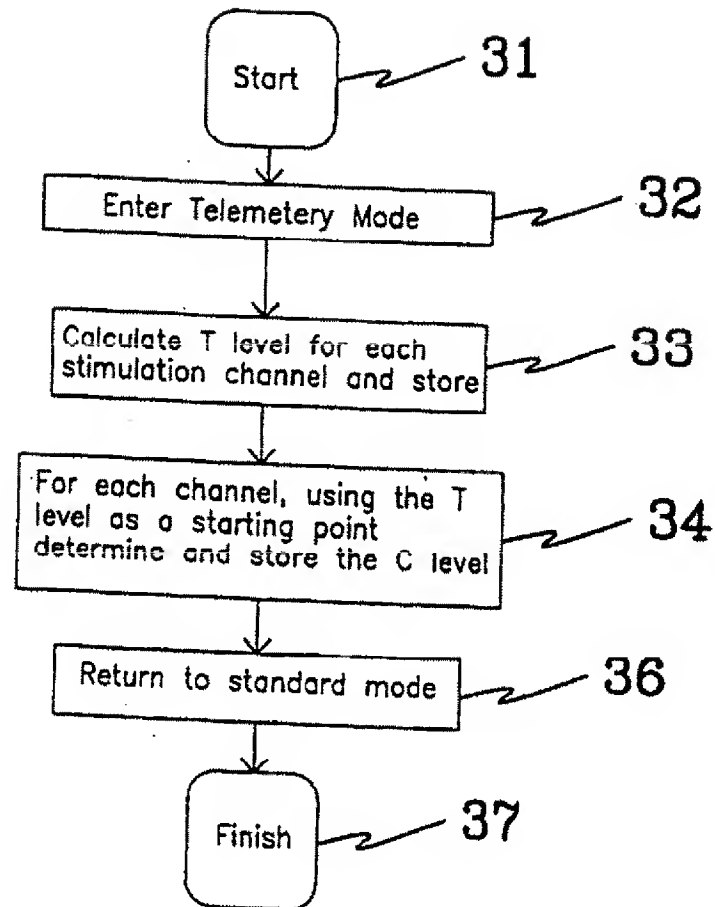 Start
31
Enter Telemetery Mode
32
Calculate T level for each
stimulation channel and store
33
For each channel, using the T
level as a starting point
determine and store the C level
34
Return to standard mode
36
Finish
37